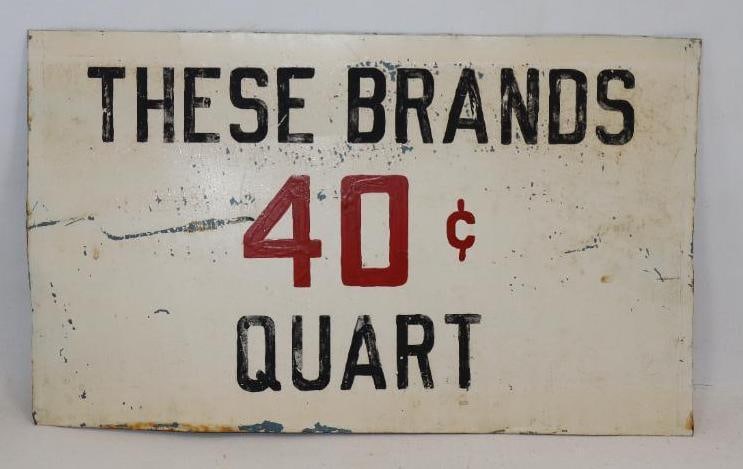 THESE BRANDS
40¢
QUART